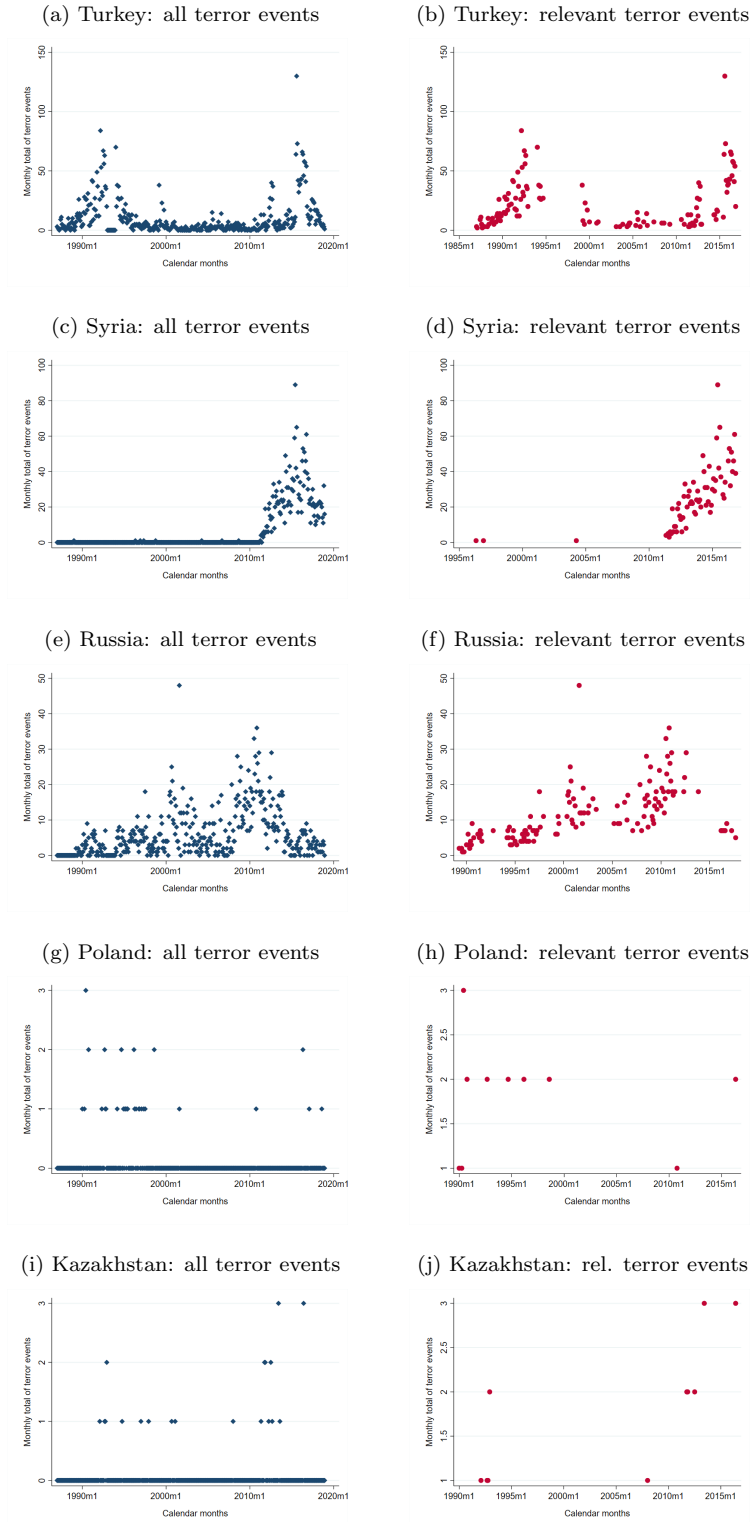 (a) Turkey: all terror events
(b) Turkey: relevant terror events
Monthly total of terror events
150
100
50
0
1990m1 2000m1 2010m1 2020m1
Calendar months
Monthly total of terror events
150
100
50
0
1985m1 1990m1 1995m1 2000m1 2005m1 2010m1 2015m1
Calendar months
(c) Syria: all terror events
(d) Syria: relevant terror events
Monthly total of terror events
100
80
60
40
20
0
1990m1 2000m1 2010m1 2020m1
Calendar months
Monthly total of terror events
100
80
60
40
20
0
1995m1 2000m1 2005m1 2010m1 2015m1
Calendar months
(e) Russia: all terror events
(f) Russia: relevant terror events
Monthly total of terror events
50
40
30
20
10
0
1990m1 2000m1 2010m1 2020m1
Calendar months
Monthly total of terror events
50
40
30
20
10
0
1990m1 1995m1 2000m1 2005m1 2010m1 2015m1
Calendar months
(g) Poland: all terror events
(h) Poland: relevant terror events
Monthly total of terror events
3
2
1
0
1990m1 2000m1 2010m1 2020m1
Calendar months
Monthly total of terror events
3
2.5
2
1.5
1
1990m1 1995m1 2000m1 2005m1 2010m1 2015m1
Calendar months
(i) Kazakhstan: all terror events
(j) Kazakhstan: rel. terror events
Monthly total of terror events
3
2
1
0
1990m1 2000m1 2010m1 2020m1
Calendar months
Monthly total of terror events
3
2.5
2
1.5
1
1990m1 1995m1 2000m1 2005m1 2010m1 2015m1
Calendar months